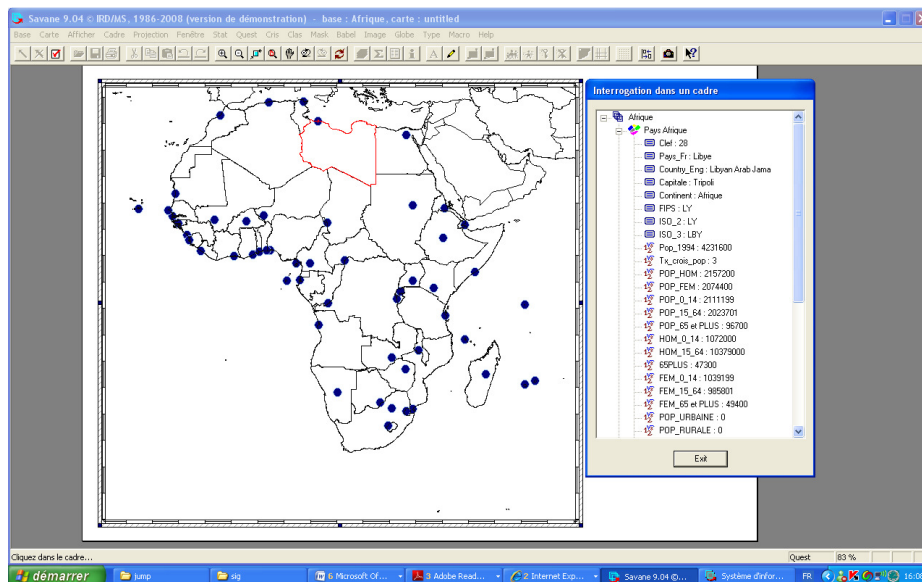 Savane 9.04 © IRD/MS, 1986-2008 (version de démonstration) - base : Afrique, carte : untitled
Base Carte Afficher Cadre Projection Fenêtre Stat Quest Cris Clas Mask Babel Image Globe Type Macro Help
Interrogation dans un cadre
Afrique
Pays Afrique
Clef : 28
Pays_Fr : Libye
Country_Eng : Libyan Arab Jama
Capitale : Tripoli
Continent : Afrique
FIPS : LY
ISO_2 : LY
ISO_3 : LBY
Pop_1994 : 4231600
Tx_crois_pop : 3
POP_HOM : 2157200
POP_FEM : 2074400
POP_0_14 : 2111199
POP_15_64 : 2023701
POP_65 et PLUS : 96700
HOM_0_14 : 1072000
HOM_15_64 : 10379000
65PLUS : 47300
FEM_0_14 : 1039199
FEM_15_64 : 985801
FEM_65 et PLUS : 49400
POP_URBAINE : 0
POP_RURALE : 0
Exit
Cliquez dans le cadre...
Quest 83 %
démarrer jump sig 6 Microsoft Of... 3 Adobe Read... 2 Internet Exp... Savane 9.04 ©... Système d'infor... FR